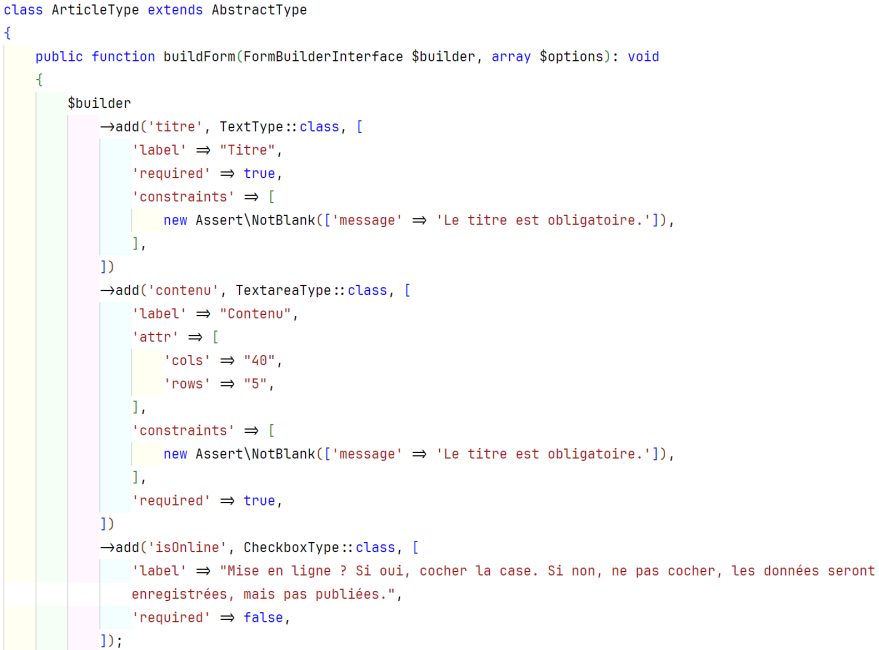 class ArticleType extends AbstractType
{
    public function buildForm(FormBuilderInterface $builder, array $options): void
    {
        $builder
            ->add('titre', TextType::class, [
                'label' => "Titre",
                'required' => true,
                'constraints' => [
                    new Assert\NotBlank(['message' => 'Le titre est obligatoire.']),
                ],
            ])
            ->add('contenu', TextareaType::class, [
                'label' => "Contenu",
                'attr' => [
                    'cols' => "40",
                    'rows' => "5",
                ],
                'constraints' => [
                    new Assert\NotBlank(['message' => 'Le titre est obligatoire.']),
                ],
                'required' => true,
            ])
            ->add('isOnline', CheckboxType::class, [
                'label' => "Mise en ligne ? Si oui, cocher la case. Si non, ne pas cocher, les données seront
                enregistrées, mais pas publiées.",
                'required' => false,
            ]);